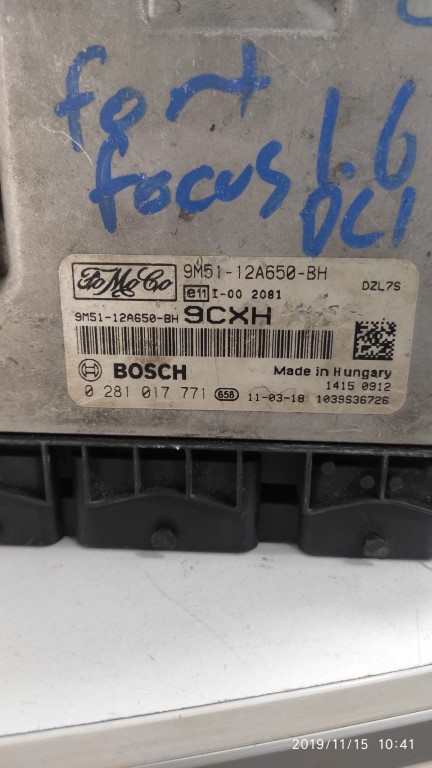 fort
focus 1.6
DCI
FoMoCo
9M51-12A650-BH
DZL7S
e11 I-00 2081
9M51-12A650-BH 9CXH
BOSCH
Made in Hungary
1415 0912
0 281 017 771 658 11-03-18 1039S36726
2019/11/15 10:41